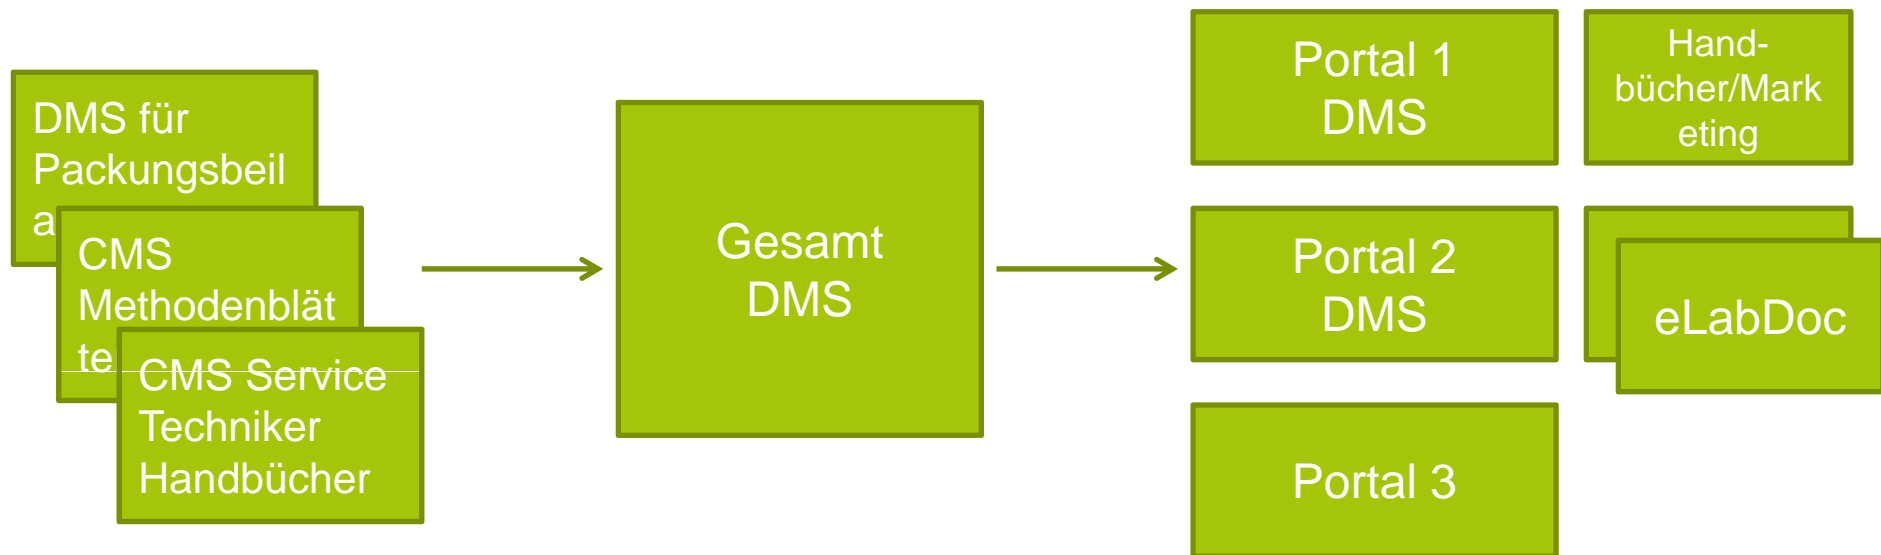 DMS für
Packungsbeil
a
CMS
Methodenblät
te
CMS Service
Techniker
Handbücher
Gesamt
DMS
Portal 1
DMS
Hand-
bücher/Mark
eting
Portal 2
DMS
eLabDoc
Portal 3